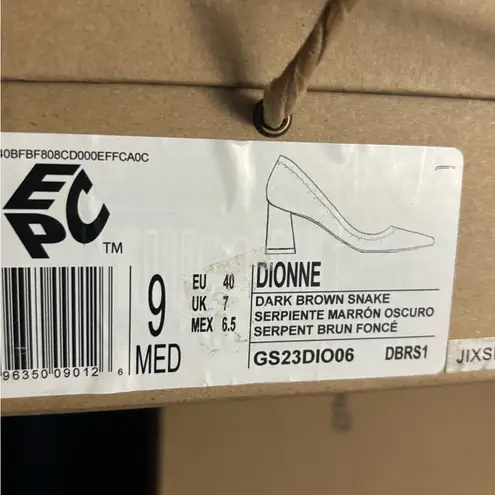 40BFBF808CD000EFFCA0C
EPC
TM
96350 09012 6
9
MED
EU 40
UK 7
MEX 6.5
DIONNE
DARK BROWN SNAKE
SERPIENTE MARRÓN OSCURO
SERPENT BRUN FONCÉ
GS23DIO06 DBRS1